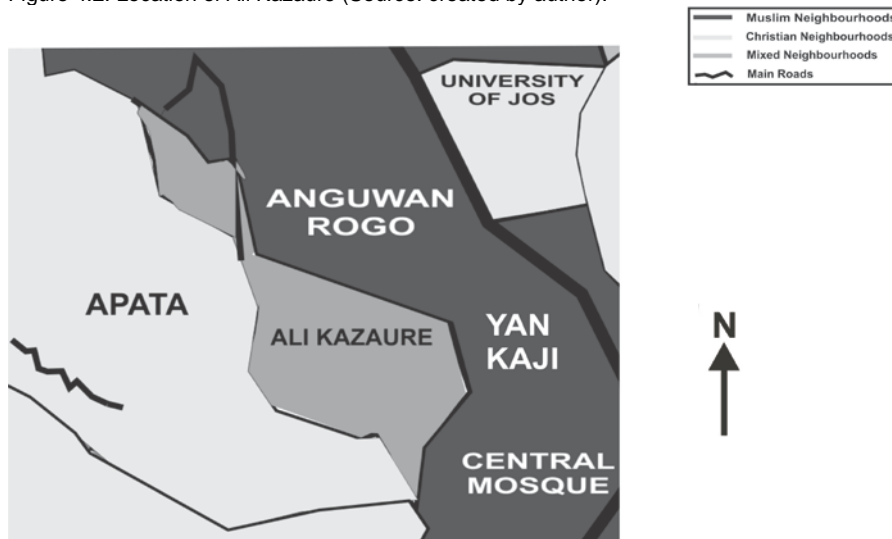 Figure 4.2: Location of Ali Kazaure (Source: created by author).
Muslim Neighbourhoods
Christian Neighbourhoods
Mixed Neighbourhoods
Main Roads
UNIVERSITY
OF JOS
ANGUWAN
ROGO
APATA
ALI KAZAURE
YAN
KAJI
N
CENTRAL
MOSQUE